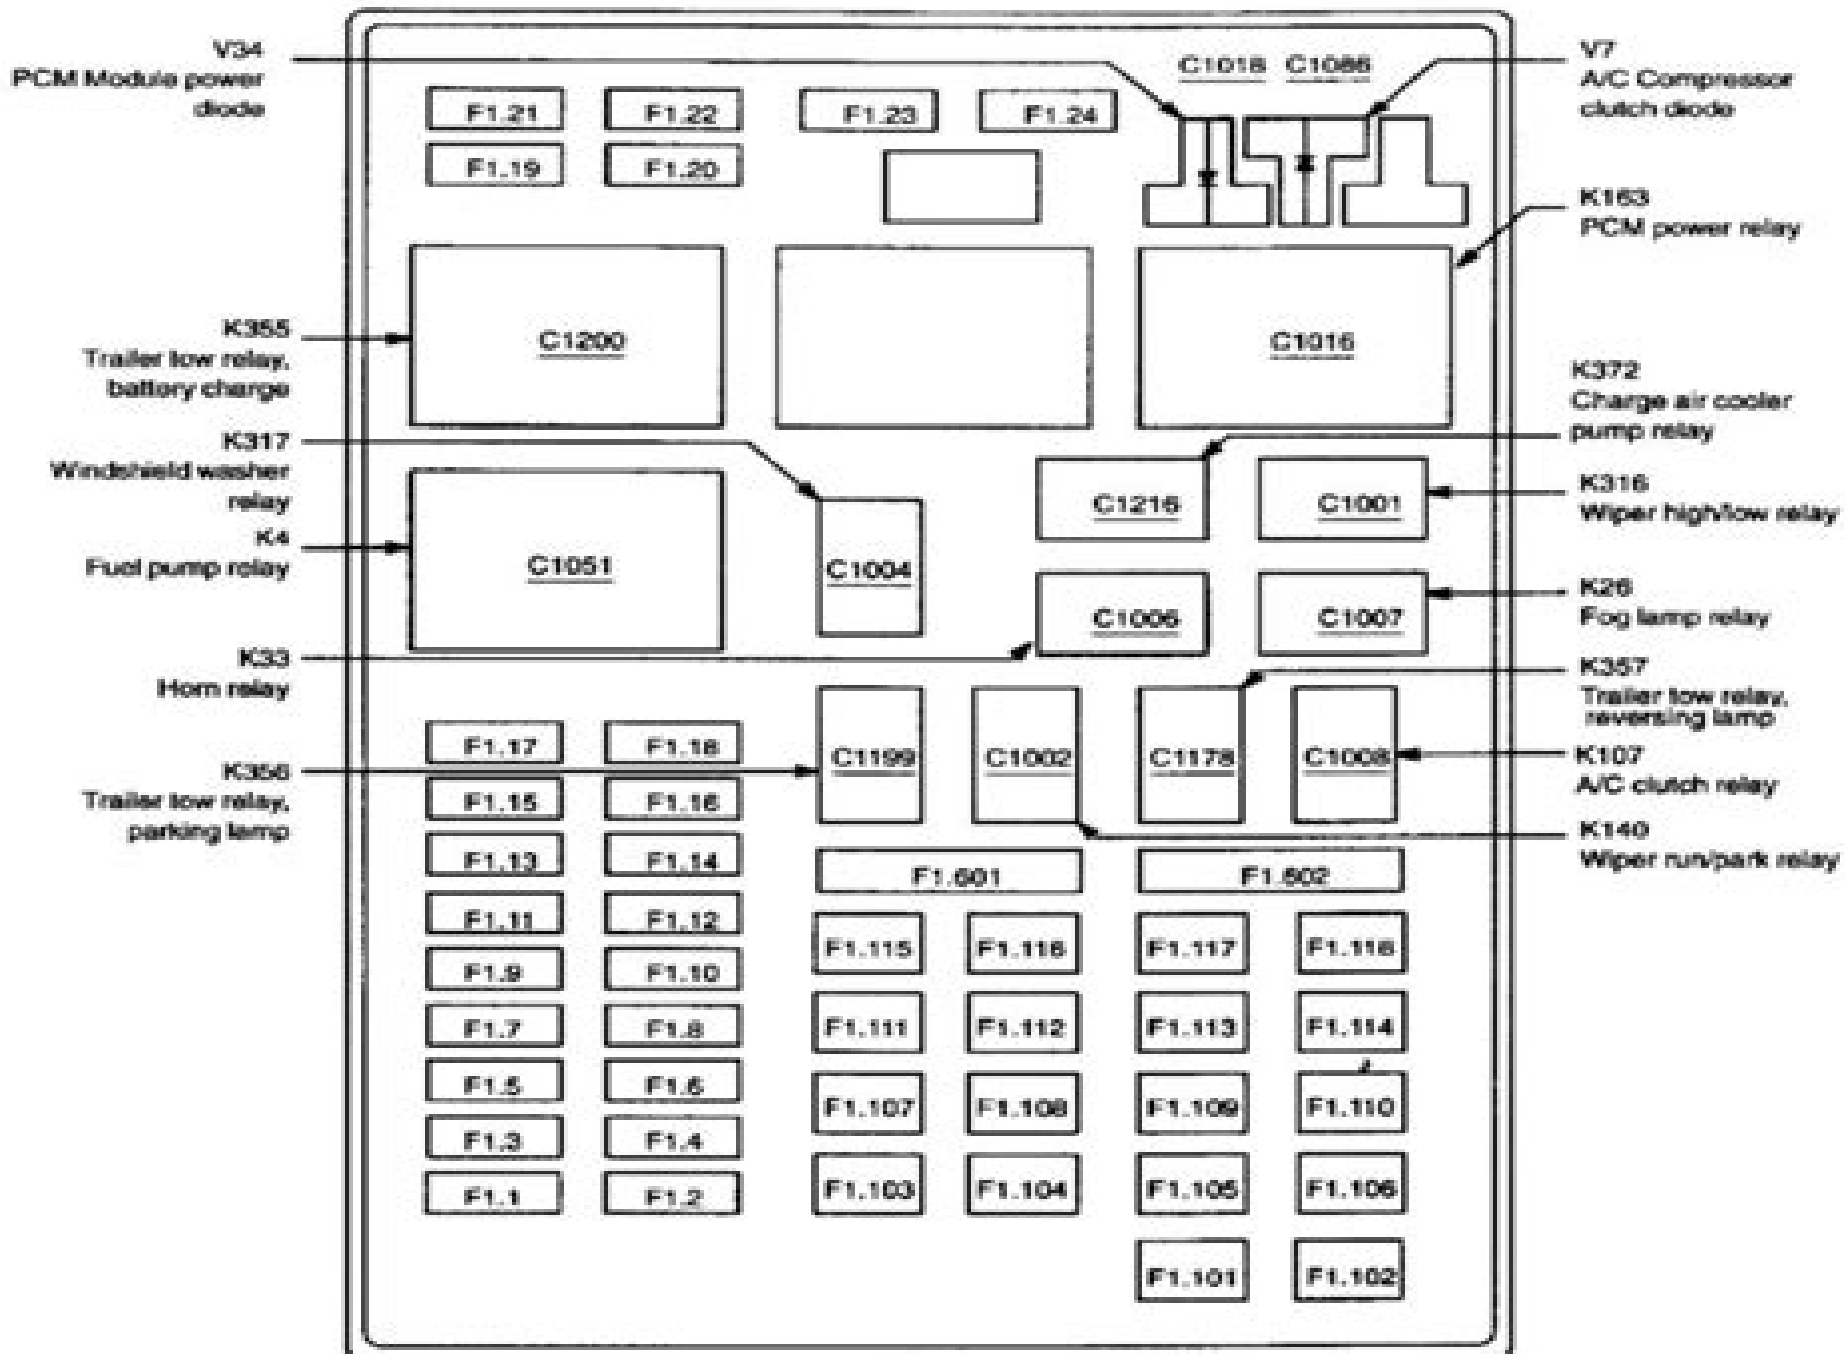 V34
PCM Module power
diode
C1018 C1086
V7
A/C Compressor
clutch diode
F1.21 F1.22 F1.23 F1.24
F1.19 F1.20
K163
PCM power relay
K355
Trailer tow relay,
battery charge
C1200
C1016
K372
Charge air cooler
pump relay
K317
Windshield washer
relay
K4
Fuel pump relay
C1051
C1004
C1216
C1001
K316
Wiper high/low relay
C1006
C1007
K26
Fog lamp relay
K33
Horn relay
K357
Trailer tow relay,
reversing lamp
F1.17 F1.18
C1199
C1002
C1178
C1008
K107
A/C clutch relay
K356
Trailer tow relay,
parking lamp
F1.15 F1.16
K140
Wiper run/park relay
F1.13 F1.14
F1.601 F1.602
F1.11 F1.12
F1.115 F1.116 F1.117 F1.118
F1.9 F1.10
F1.7 F1.8
F1.111 F1.112 F1.113 F1.114
F1.5 F1.6
F1.107 F1.108 F1.109 F1.110
F1.3 F1.4
F1.1 F1.2
F1.103 F1.104 F1.105 F1.106
F1.101 F1.102